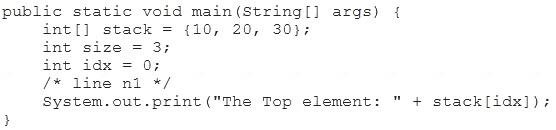 public static void main(String[] args) {
    int[] stack = {10, 20, 30};
    int size = 3;
    int idx = 0;
    /* line n1 */
    System.out.print("The Top element: " + stack[idx]);
}